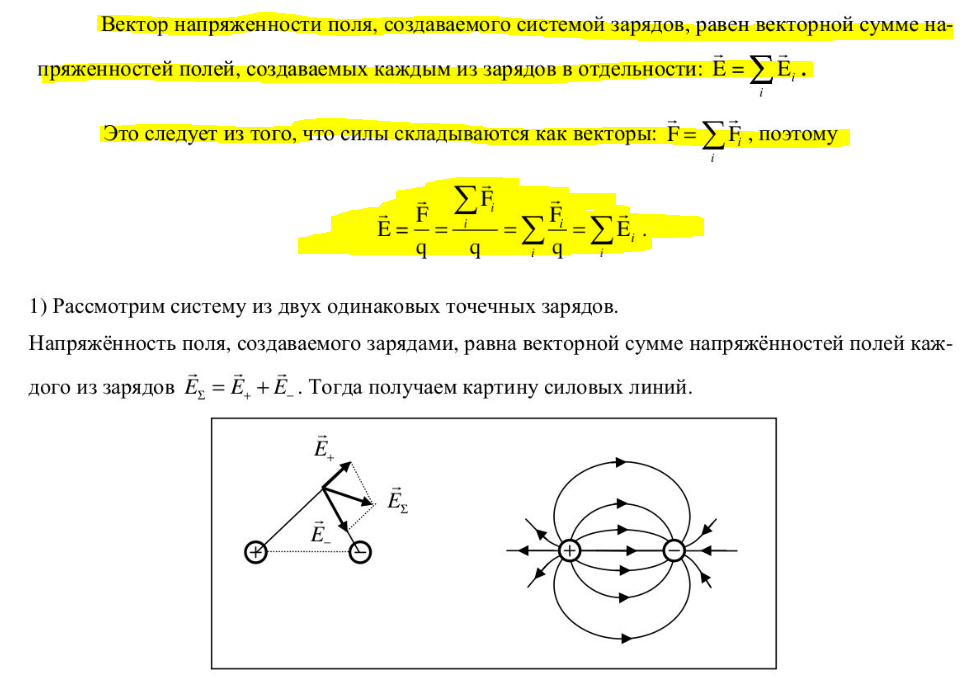 Вектор напряженности поля, создаваемого системой зарядов, равен векторной сумме на-
пряженностей полей, создаваемых каждым из зарядов в отдельности: E⃗ = ∑ᵢ E⃗ᵢ .
Это следует из того, что силы складываются как векторы: F⃗ = ∑ᵢ F⃗ᵢ , поэтому
E⃗ = F⃗/q = (∑ᵢ F⃗ᵢ)/q = ∑ᵢ F⃗ᵢ/q = ∑ᵢ E⃗ᵢ .
1) Рассмотрим систему из двух одинаковых точечных зарядов.
Напряжённость поля, создаваемого зарядами, равна векторной сумме напряжённостей полей каж-
дого из зарядов E⃗_Σ = E⃗₊ + E⃗₋ . Тогда получаем картину силовых линий.
E⃗₊
E⃗_Σ
E⃗₋
+ −
+ −